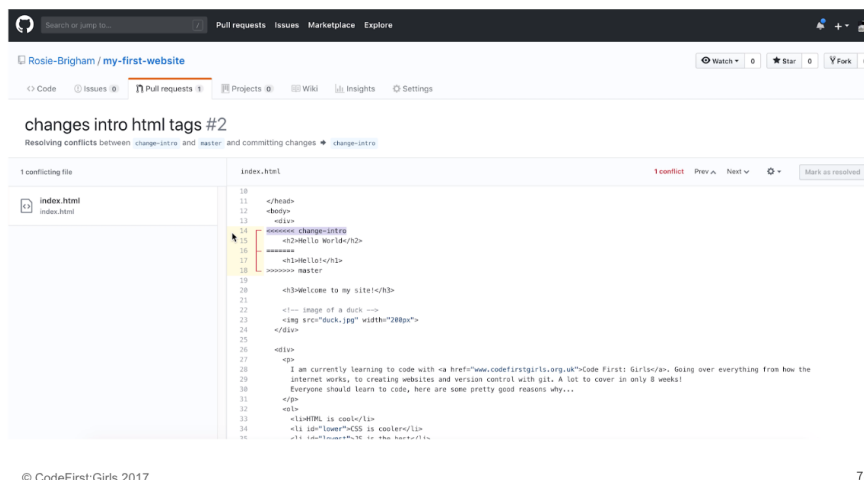 Search or jump to... /
Pull requests Issues Marketplace Explore
Rosie-Brigham / my-first-website
Watch 0 Star 0 Fork
Code Issues 0 Pull requests 1 Projects 0 Wiki Insights Settings
changes intro html tags #2
Resolving conflicts between change-intro and master and committing changes → change-intro
1 conflicting file
index.html
1 conflict Prev Next Mark as resolved
index.html
index.html
10
11 </head>
12 <body>
13 <div>
14 <<<<<<< change-intro
15 <h2>Hello World</h2>
16 =======
17 <h1>Hello!</h1>
18 >>>>>>> master
19
20 <h3>Welcome to my site!</h3>
21
22 <!-- image of a duck -->
23 <img src="duck.jpg" width="200px">
24 </div>
25
26 <div>
27 <p>
28 I am currently learning to code with <a href="www.codefirstgirls.org.uk">Code First: Girls</a>. Going over everything from how the
29 internet works, to creating websites and version control with git. A lot to cover in only 8 weeks!
30 Everyone should learn to code, here are some pretty good reasons why...
31 </p>
32 <ol>
33 <li>HTML is cool</li>
34 <li id="lower">CSS is cooler</li>
35 <li id="lowest">JS is the best</li>
© CodeFirst:Girls 2017
7